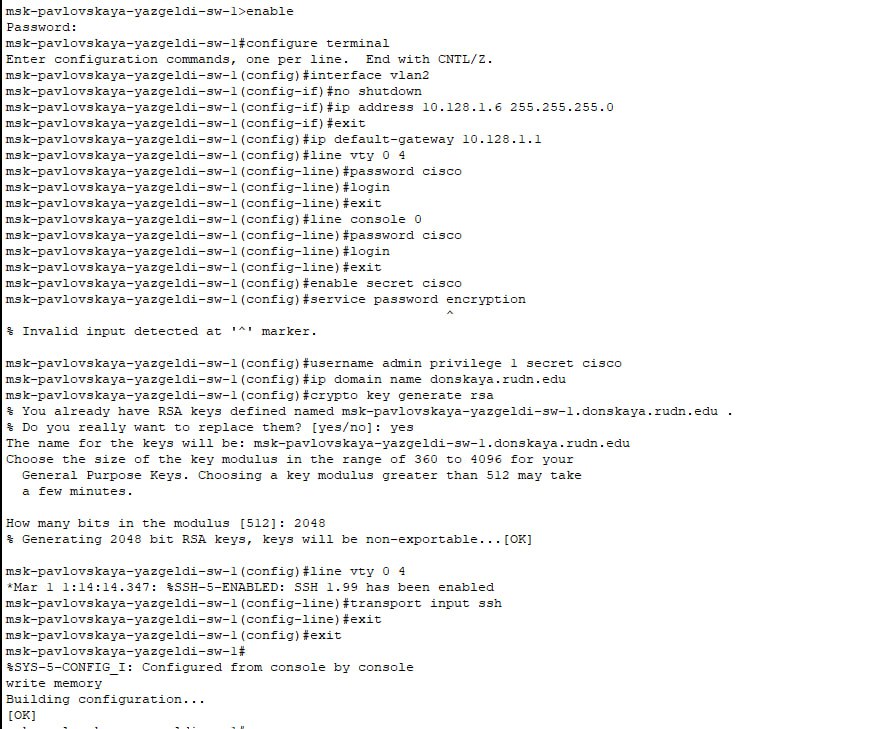 msk-pavlovskaya-yazgeldi-sw-1>enable
Password:
msk-pavlovskaya-yazgeldi-sw-1#configure terminal
Enter configuration commands, one per line.  End with CNTL/Z.
msk-pavlovskaya-yazgeldi-sw-1(config)#interface vlan2
msk-pavlovskaya-yazgeldi-sw-1(config-if)#no shutdown
msk-pavlovskaya-yazgeldi-sw-1(config-if)#ip address 10.128.1.6 255.255.255.0
msk-pavlovskaya-yazgeldi-sw-1(config-if)#exit
msk-pavlovskaya-yazgeldi-sw-1(config)#ip default-gateway 10.128.1.1
msk-pavlovskaya-yazgeldi-sw-1(config)#line vty 0 4
msk-pavlovskaya-yazgeldi-sw-1(config-line)#password cisco
msk-pavlovskaya-yazgeldi-sw-1(config-line)#login
msk-pavlovskaya-yazgeldi-sw-1(config-line)#exit
msk-pavlovskaya-yazgeldi-sw-1(config)#line console 0
msk-pavlovskaya-yazgeldi-sw-1(config-line)#password cisco
msk-pavlovskaya-yazgeldi-sw-1(config-line)#login
msk-pavlovskaya-yazgeldi-sw-1(config-line)#exit
msk-pavlovskaya-yazgeldi-sw-1(config)#enable secret cisco
msk-pavlovskaya-yazgeldi-sw-1(config)#service password encryption
^
% Invalid input detected at '^' marker.
msk-pavlovskaya-yazgeldi-sw-1(config)#username admin privilege 1 secret cisco
msk-pavlovskaya-yazgeldi-sw-1(config)#ip domain name donskaya.rudn.edu
msk-pavlovskaya-yazgeldi-sw-1(config)#crypto key generate rsa
% You already have RSA keys defined named msk-pavlovskaya-yazgeldi-sw-1.donskaya.rudn.edu .
% Do you really want to replace them? [yes/no]: yes
The name for the keys will be: msk-pavlovskaya-yazgeldi-sw-1.donskaya.rudn.edu
Choose the size of the key modulus in the range of 360 to 4096 for your
General Purpose Keys. Choosing a key modulus greater than 512 may take
a few minutes.
How many bits in the modulus [512]: 2048
% Generating 2048 bit RSA keys, keys will be non-exportable...[OK]
msk-pavlovskaya-yazgeldi-sw-1(config)#line vty 0 4
*Mar 1 1:14:14.347: %SSH-5-ENABLED: SSH 1.99 has been enabled
msk-pavlovskaya-yazgeldi-sw-1(config-line)#transport input ssh
msk-pavlovskaya-yazgeldi-sw-1(config-line)#exit
msk-pavlovskaya-yazgeldi-sw-1(config)#exit
msk-pavlovskaya-yazgeldi-sw-1#
%SYS-5-CONFIG_I: Configured from console by console
write memory
Building configuration...
[OK]